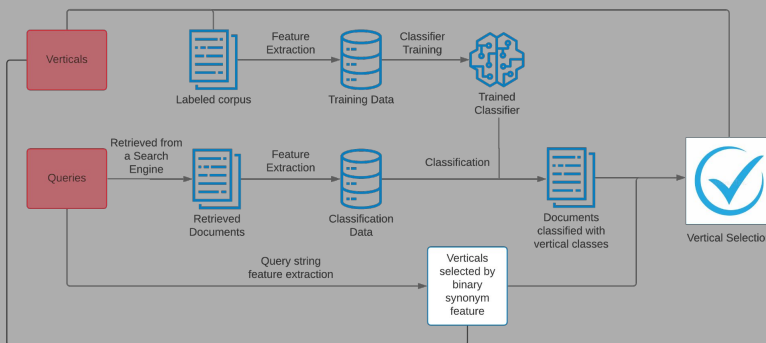 Verticals
Feature
Extraction
Classifier
Training
Labeled corpus
Training Data
Trained
Classifier
Queries
Retrieved from
a Search
Engine
Feature
Extraction
Classification
Retrieved
Documents
Classification
Data
Documents
classified with
vertical classes
Vertical Selection
Query string
feature extraction
Verticals
selected by
binary
synonym
feature